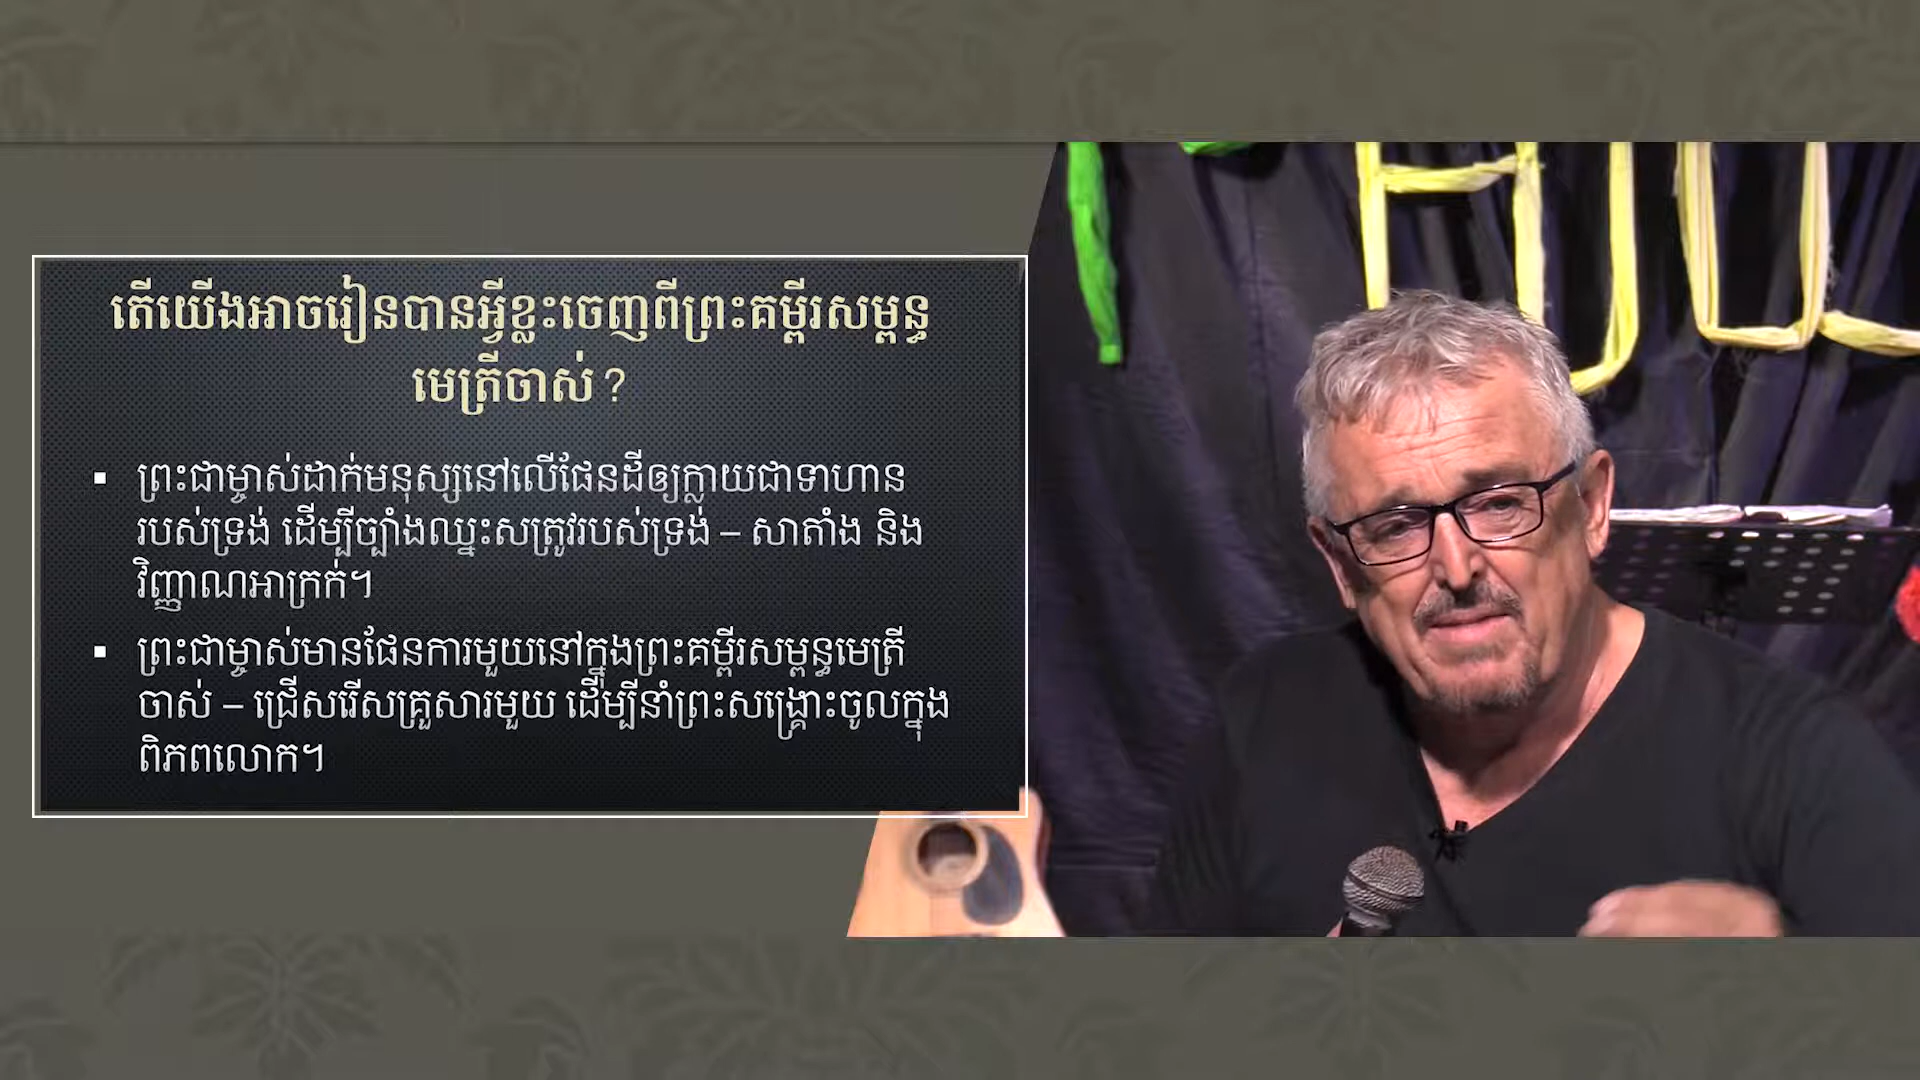 តើយើងអាចរៀនបានអ្វីខ្លះចេញពីព្រះគម្ពីរសម្ពន្ធ
មេត្រីចាស់ ?
▪ ព្រះជាម្ចាស់ដាក់មនុស្សនៅលើផែនដីឲ្យក្លាយជាទាហាន
របស់ទ្រង់ ដើម្បីច្បាំងឈ្នះសត្រូវរបស់ទ្រង់ – សាតាំង និង
វិញ្ញាណអាក្រក់។
▪ ព្រះជាម្ចាស់មានផែនការមួយនៅក្នុងព្រះគម្ពីរសម្ពន្ធមេត្រី
ចាស់ – ជ្រើសរើសគ្រួសារមួយ ដើម្បីនាំព្រះសង្គ្រោះចូលក្នុង
ពិភពលោក។